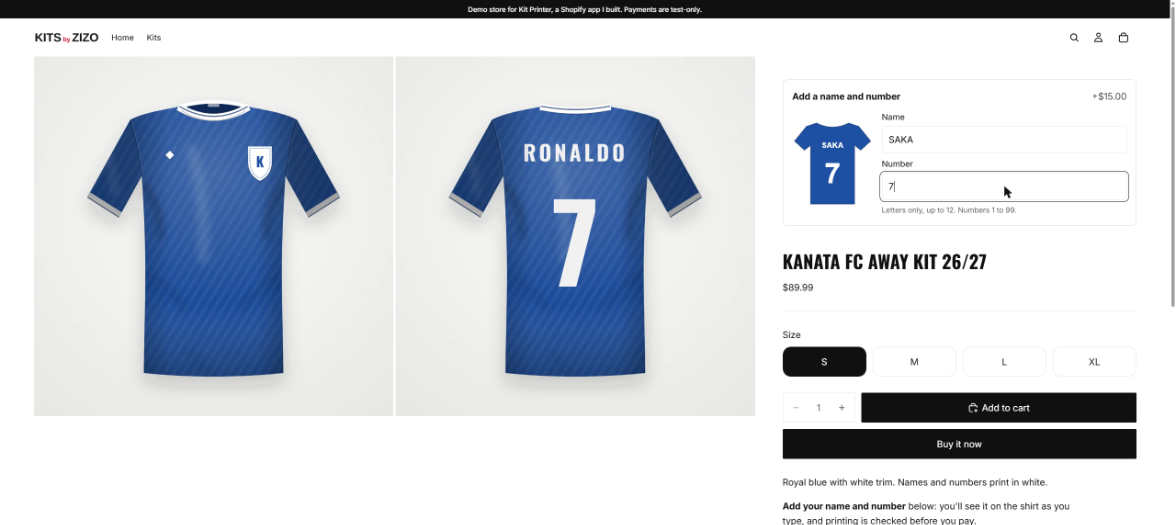 Demo store for Kit Printer, a Shopify app I built. Payments are test-only.
KITS by ZIZO Home Kits
K
RONALDO
7
Add a name and number +$15.00
SAKA
7
Name
SAKA
Number
7
Letters only, up to 12. Numbers 1 to 99.
KANATA FC AWAY KIT 26/27
$89.99
Size
S M L XL
− 1 + Add to cart
Buy it now
Royal blue with white trim. Names and numbers print in white.
Add your name and number below: you'll see it on the shirt as you
type, and printing is checked before you pay.